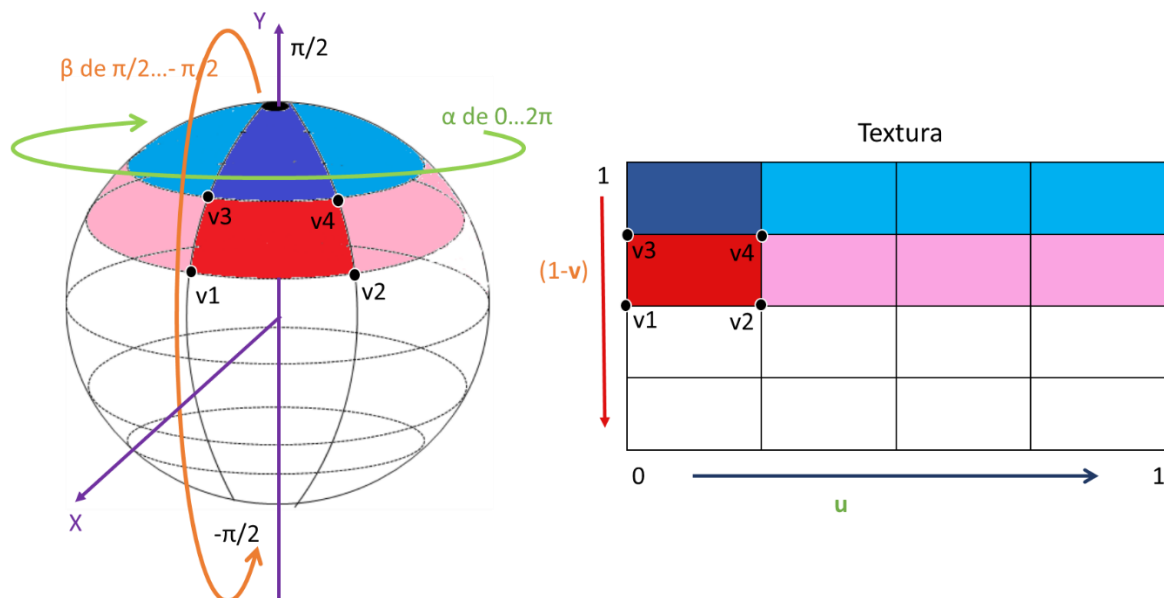 Y
π/2
β de π/2...- π/2
α de 0...2π
v3
v4
v1
v2
X
-π/2
Textura
1
v3
v4
(1-v)
v1
v2
0
1
u